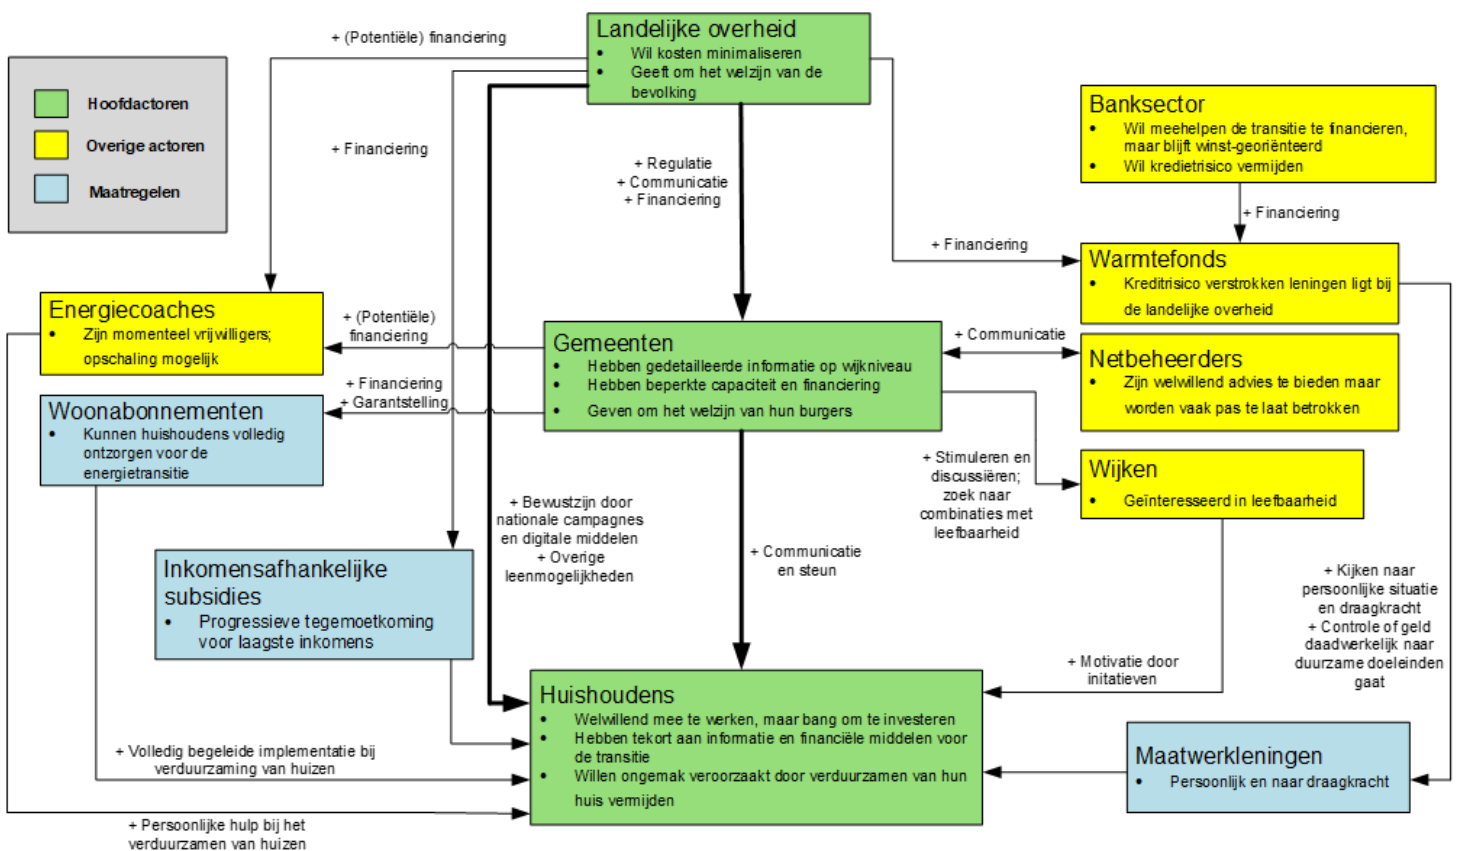 Landelijke overheid
• Wil kosten minimaliseren
• Geeft om het welzijn van de
bevolking
+ (Potentiële) financiering
Hoofdactoren
Overige actoren
Maatregelen
+ Financiering
+ Regulatie
+ Communicatie
+ Financiering
+ Financiering
Banksector
• Wil meehelpen de transitie te financieren,
maar blijft winst-georiënteerd
• Wil kredietrisico vermijden
+ Financiering
Warmtefonds
• Kreditrisico verstrokken leningen ligt bij
de landelijke overheid
Energiecoaches
• Zijn momenteel vrijwilligers;
opschaling mogelijk
+ (Potentiële)
financiering
Gemeenten
• Hebben gedetailleerde informatie op wijkniveau
• Hebben beperkte capaciteit en financiering
• Geven om het welzijn van hun burgers
+ Communicatie
Netbeheerders
• Zijn welwillend advies te bieden maar
worden vaak pas te laat betrokken
+ Financiering
+ Garantstelling
Woonabonnementen
• Kunnen huishoudens volledig
ontzorgen voor de
energietransitie
+ Stimuleren en
discussiëren;
zoek naar
combinaties met
leefbaarheid
Wijken
• Geïnteresseerd in leefbaarheid
+ Bewustzijn door
nationale campagnes
en digitale middelen
+ Overige
leenmogelijkheden
+ Communicatie
en steun
Inkomensafhankelijke
subsidies
• Progressieve tegemoetkoming
voor laagste inkomens
+ Kijken naar
persoonlijke situatie
en draagkracht
+ Controle of geld
daadwerkelijk naar
duurzame doeleinden
gaat
+ Motivatie door
initatieven
Huishoudens
• Welwillend mee te werken, maar bang om te investeren
• Hebben tekort aan informatie en financiële middelen voor
de transitie
• Willen ongemak veroorzaakt door verduurzamen van hun
huis vermijden
Maatwerkleningen
• Persoonlijk en naar draagkracht
+ Volledig begeleide implementatie bij
verduurzaming van huizen
+ Persoonlijke hulp bij het
verduurzamen van huizen